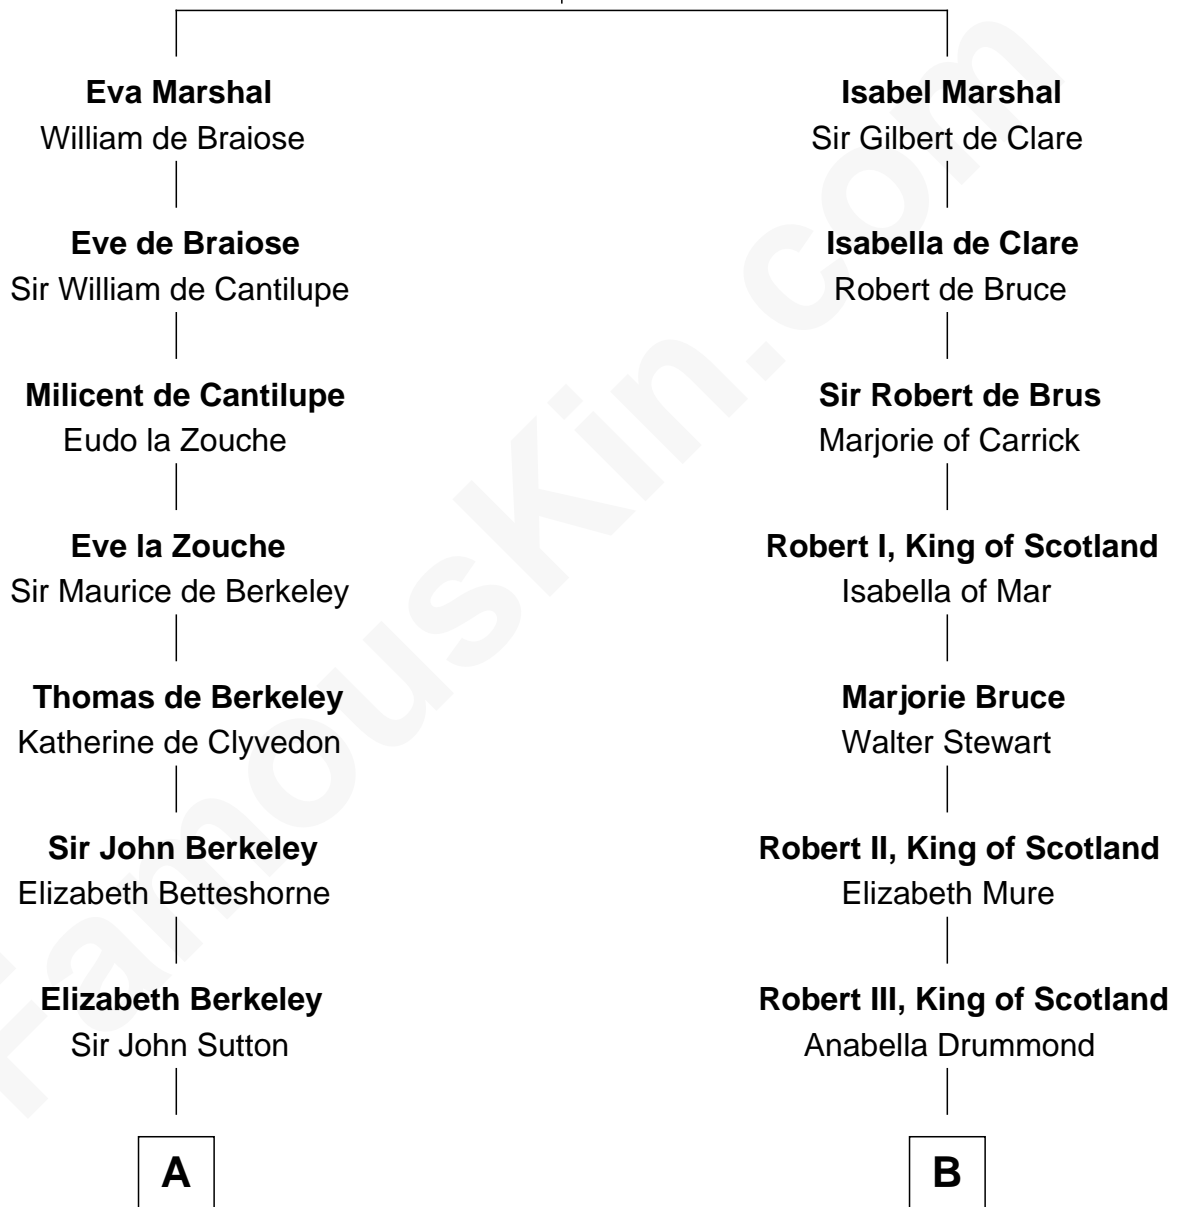 Eva Marshal
William de Braiose
Isabel Marshal
Sir Gilbert de Clare
Eve de Braiose
Sir William de Cantilupe
Isabella de Clare
Robert de Bruce
Milicent de Cantilupe
Eudo la Zouche
Sir Robert de Brus
Marjorie of Carrick
Eve la Zouche
Sir Maurice de Berkeley
Robert I, King of Scotland
Isabella of Mar
Thomas de Berkeley
Katherine de Clyvedon
Marjorie Bruce
Walter Stewart
Sir John Berkeley
Elizabeth Betteshorne
Robert II, King of Scotland
Elizabeth Mure
Elizabeth Berkeley
Sir John Sutton
Robert III, King of Scotland
Anabella Drummond
A
B
FamousKin.com